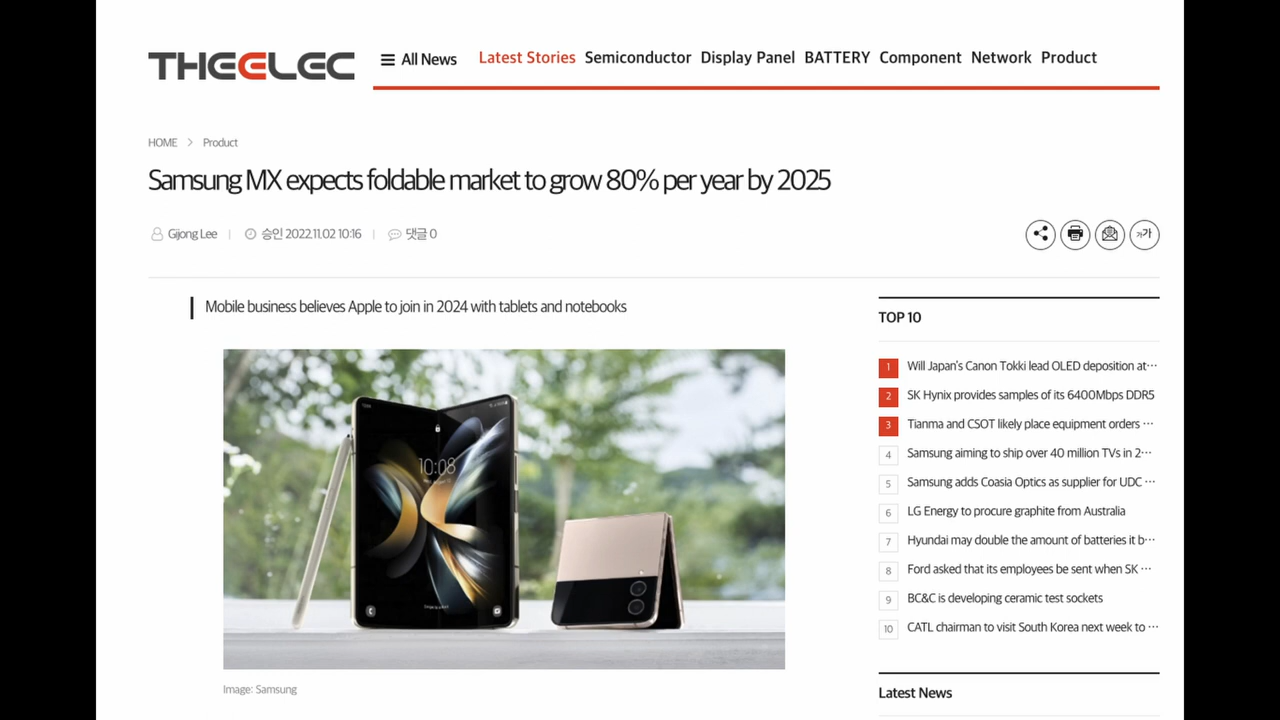 THEELEC
All News Latest Stories Semiconductor Display Panel BATTERY Component Network Product
HOME > Product
Samsung MX expects foldable market to grow 80% per year by 2025
Gijong Lee | 승인 2022.11.02 10:16 | 댓글 0
가가
Mobile business believes Apple to join in 2024 with tablets and notebooks
10:08
Image: Samsung
TOP 10
1 Will Japan's Canon Tokki lead OLED deposition at···
2 SK Hynix provides samples of its 6400Mbps DDR5
3 Tianma and CSOT likely place equipment orders ···
4 Samsung aiming to ship over 40 million TVs in 2···
5 Samsung adds Coasia Optics as supplier for UDC ···
6 LG Energy to procure graphite from Australia
7 Hyundai may double the amount of batteries it b···
8 Ford asked that its employees be sent when SK ···
9 BC&C is developing ceramic test sockets
10 CATL chairman to visit South Korea next week to ···
Latest News